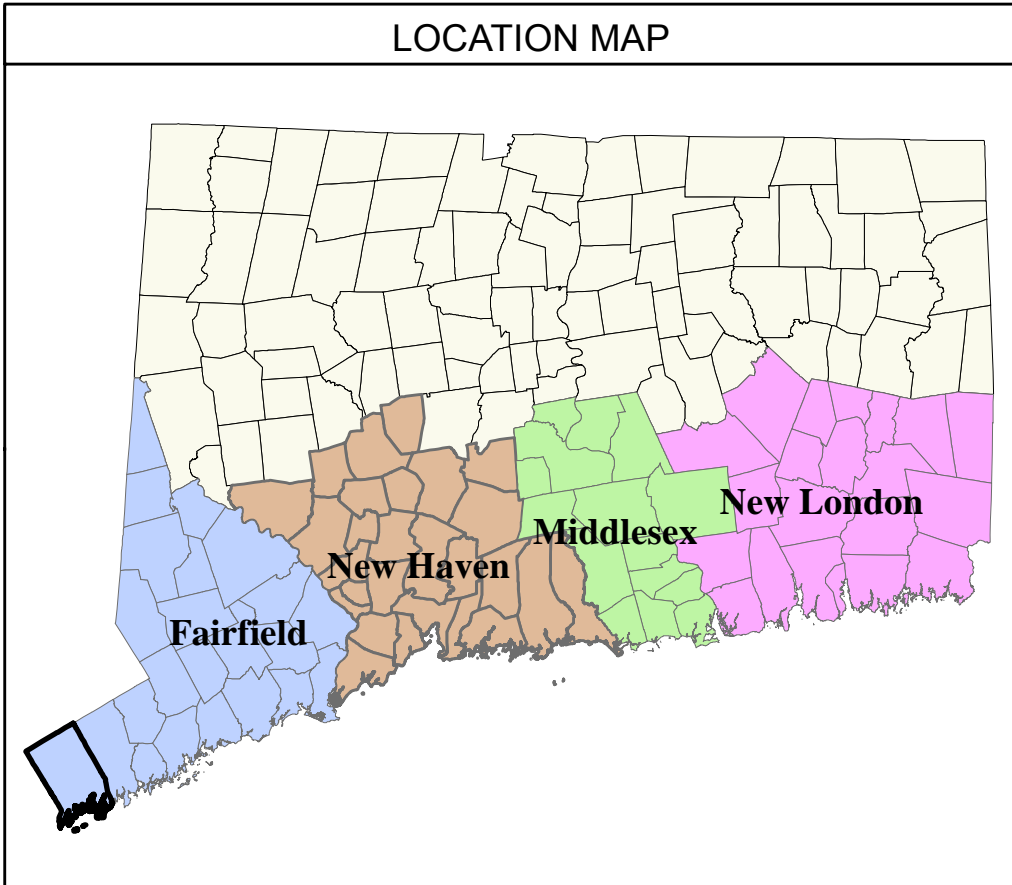 LOCATION MAP
New London
Middlesex
New Haven
Fairfield